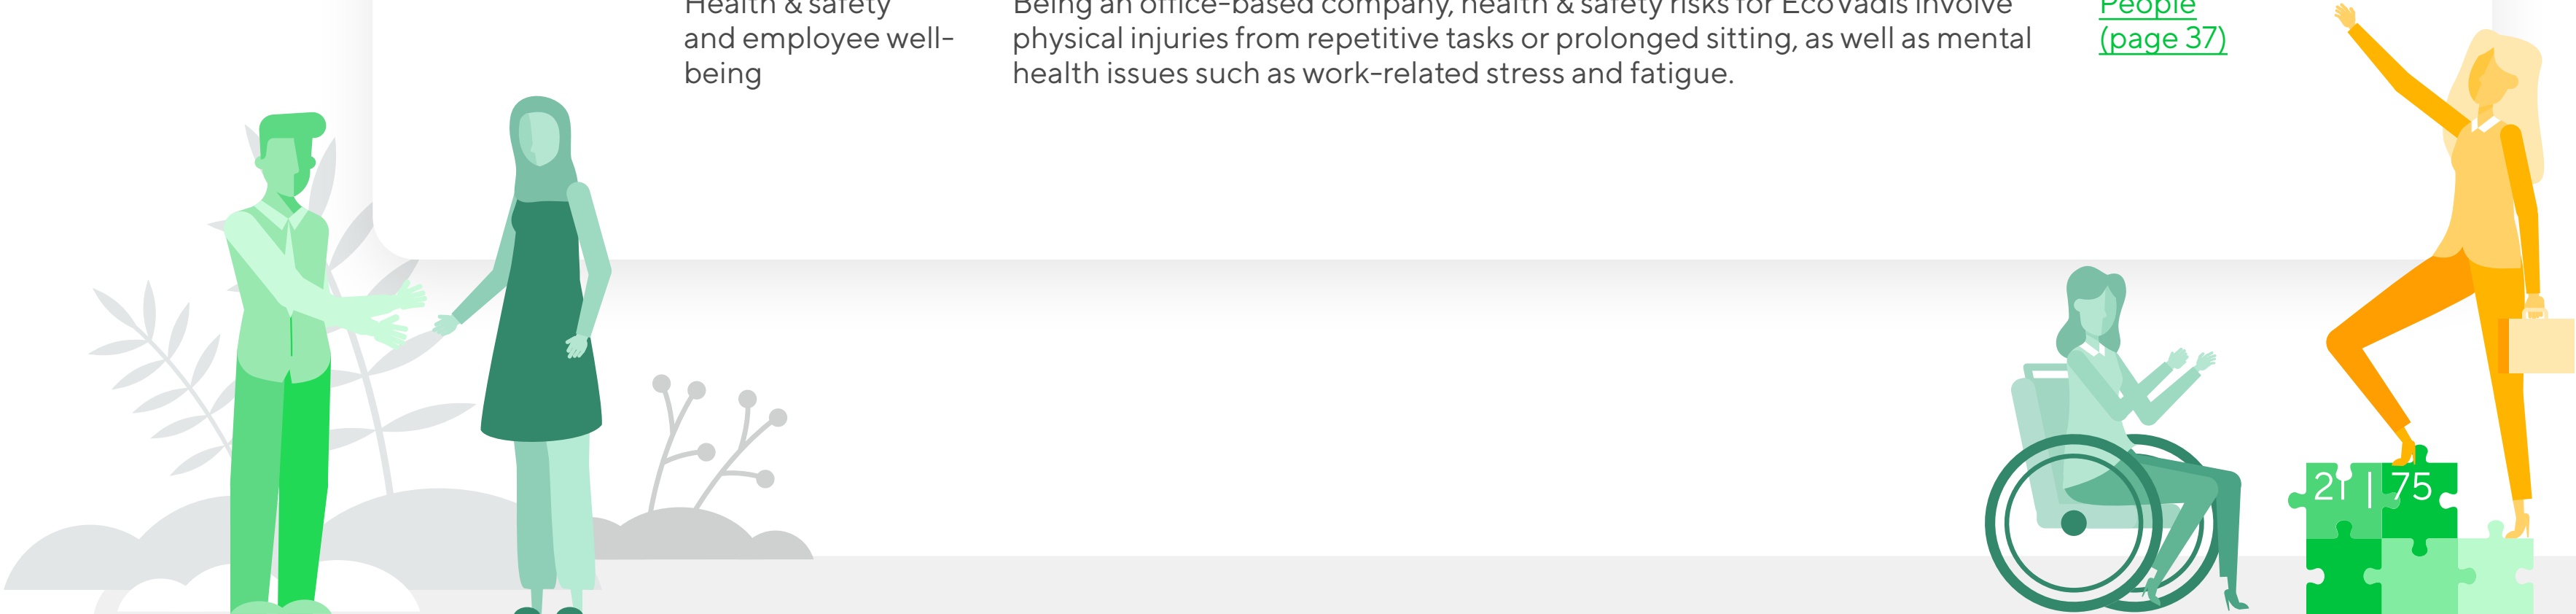 Health & safety
and employee well-
being
Being an office-based company, health & safety risks for EcoVadis involve
physical injuries from repetitive tasks or prolonged sitting, as well as mental
health issues such as work-related stress and fatigue.
People
(page 37)
21 | 75